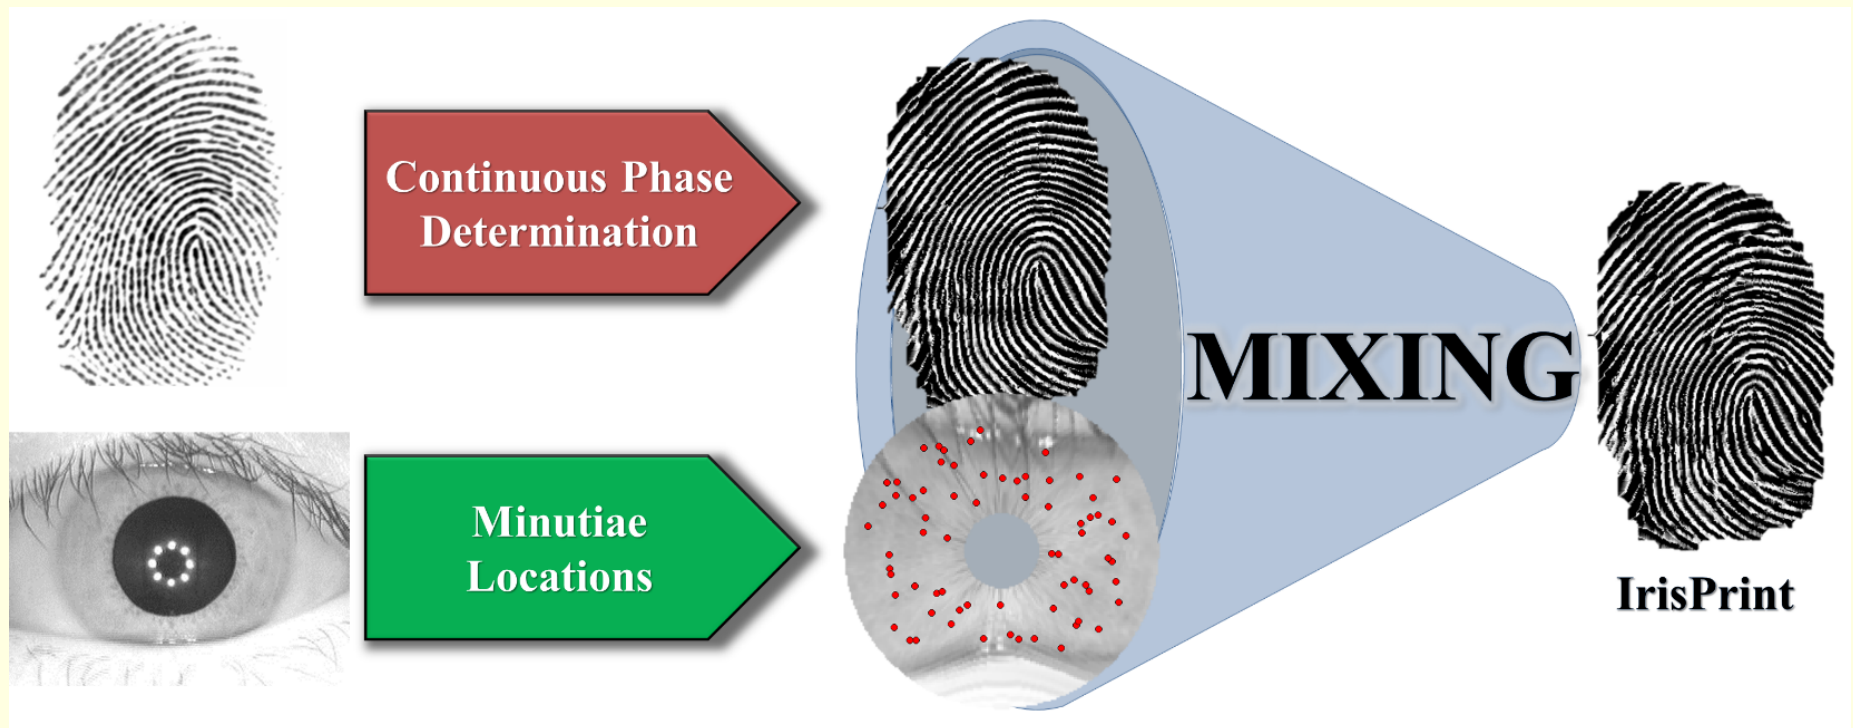 Continuous Phase
Determination
Minutiae
Locations
MIXING
IrisPrint